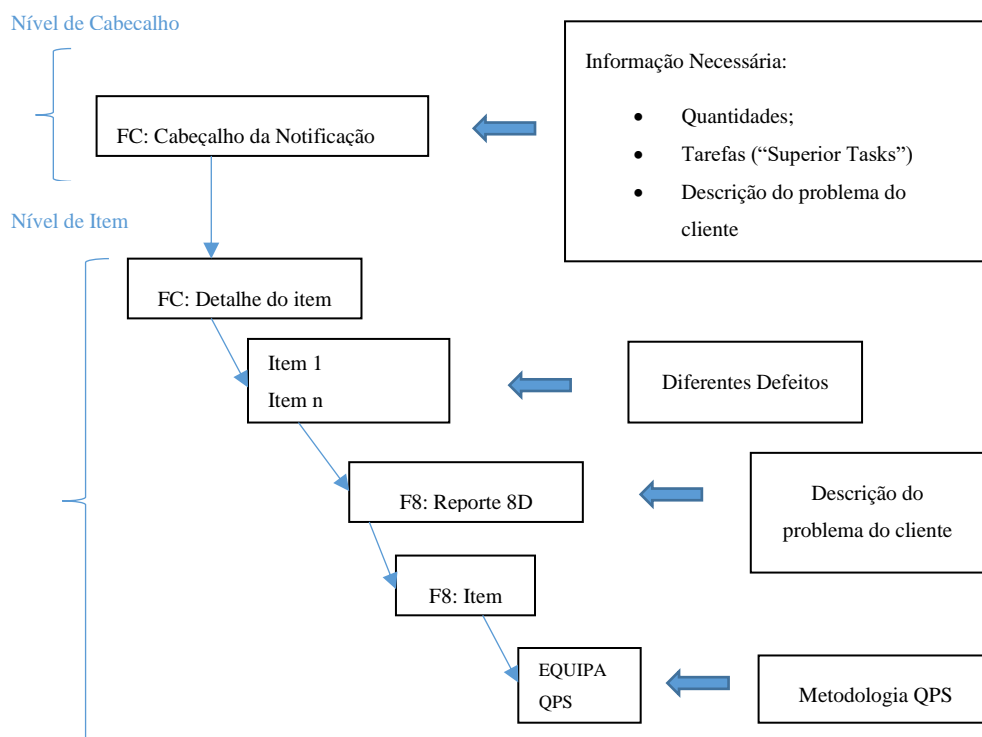 Nível de Cabecalho
Informação Necessária:
• Quantidades;
• Tarefas (“Superior Tasks”)
• Descrição do problema do
cliente
FC: Cabeçalho da Notificação
Nível de Item
FC: Detalhe do item
Item 1
Item n
Diferentes Defeitos
F8: Reporte 8D
Descrição do
problema do cliente
F8: Item
EQUIPA
QPS
Metodologia QPS